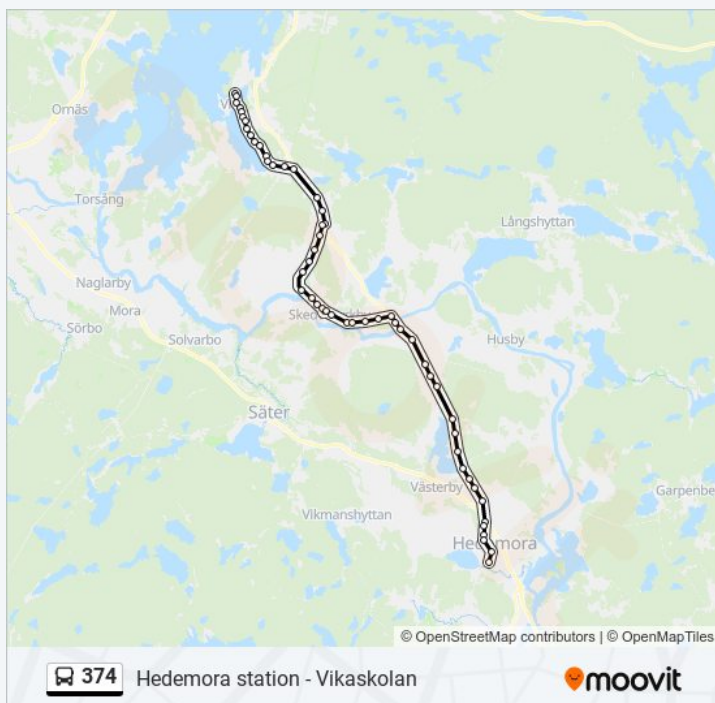 Ornäs
Torsång
Långshyttan
Naglarby
Mora
Sörbo
Solvarbo
Husby
Säter
Västerby
Garpenbe
Vikmanshyttan
Hedemora
© OpenStreetMap contributors | © OpenMapTiles
374 Hedemora station - Vikaskolan moovit